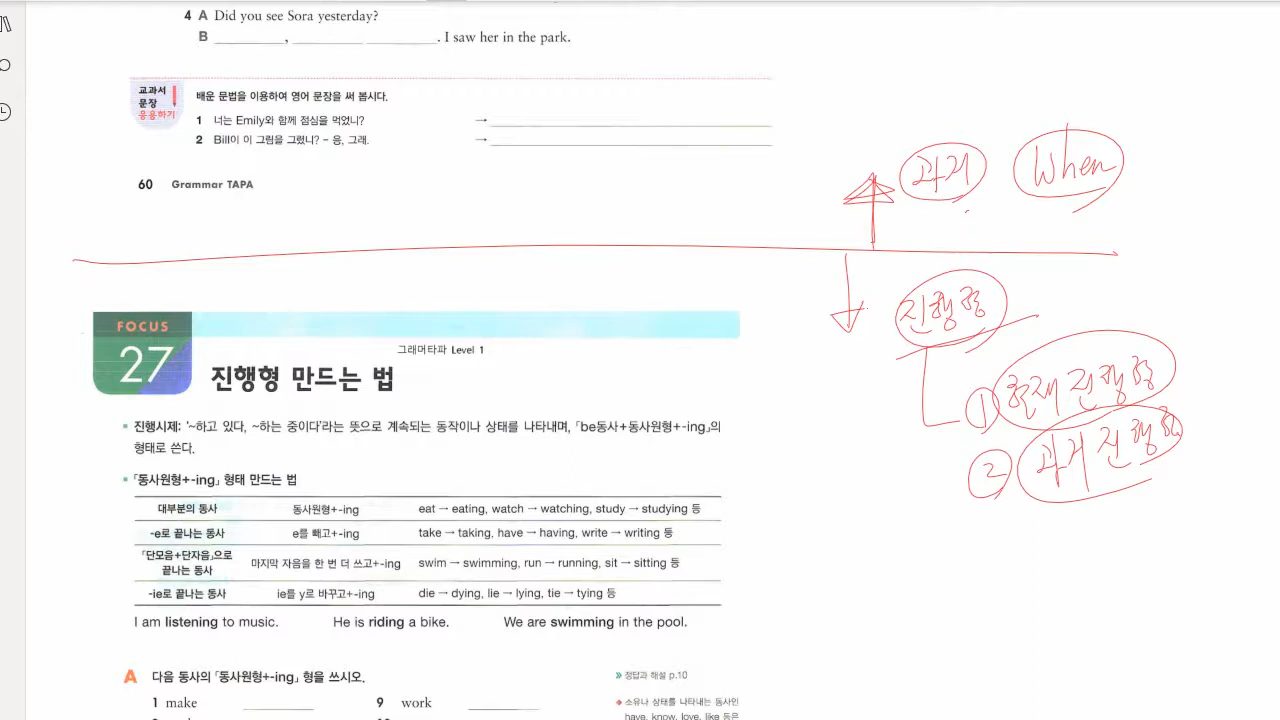 4 A Did you see Sora yesterday?
B ________, ________ ________. I saw her in the park.
교과서
문장
응용하기
배운 문법을 이용하여 영어 문장을 써 봅시다.
1 너는 Emily와 함께 점심을 먹었니? →
2 Bill이 이 그림을 그렸니? – 응, 그래. →
60 Grammar TAPA
과거 When
진행형
① 현재 진행형
② 과거 진행형
FOCUS
27
그래머타파 Level 1
진행형 만드는 법
진행시제: '~하고 있다, ~하는 중이다'라는 뜻으로 계속되는 동작이나 상태를 나타내며, 「be동사+동사원형+-ing」의
형태로 쓴다.
「동사원형+-ing」 형태 만드는 법
대부분의 동사 동사원형+-ing eat → eating, watch → watching, study → studying 등
-e로 끝나는 동사 e를 빼고+-ing take → taking, have → having, write → writing 등
「단모음+단자음」으로
끝나는 동사 마지막 자음을 한 번 더 쓰고+-ing swim → swimming, run → running, sit → sitting 등
-ie로 끝나는 동사 ie를 y로 바꾸고+-ing die → dying, lie → lying, tie → tying 등
I am listening to music. He is riding a bike. We are swimming in the pool.
A 다음 동사의 「동사원형+-ing」 형을 쓰시오.
» 정답과 해설 p.10
1 make ________ 9 work ________
소유나 상태를 나타내는 동사인
have, know, love, like 등은